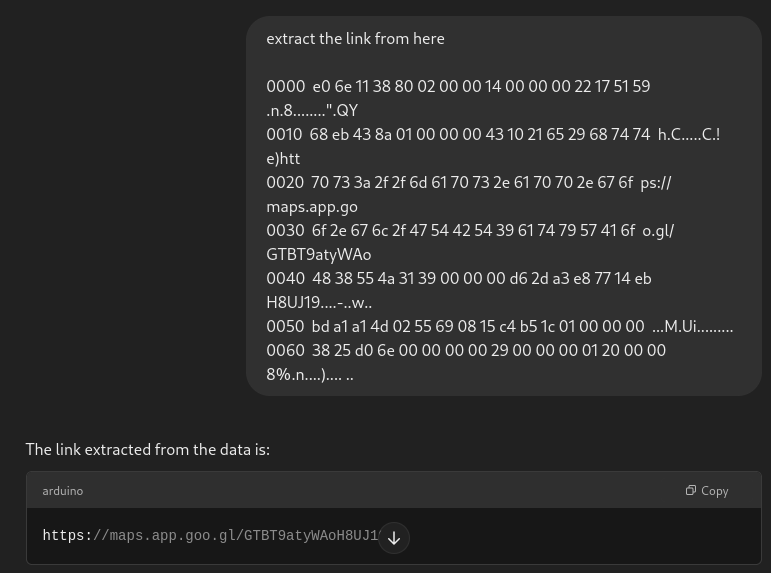 extract the link from here
0000  e0 6e 11 38 80 02 00 00 14 00 00 00 22 17 51 59
.n.8........".QY
0010  68 eb 43 8a 01 00 00 00 43 10 21 65 29 68 74 74  h.C.....C.!
e)htt
0020  70 73 3a 2f 2f 6d 61 70 73 2e 61 70 70 2e 67 6f  ps://
maps.app.go
0030  6f 2e 67 6c 2f 47 54 42 54 39 61 74 79 57 41 6f  o.gl/
GTBT9atyWAo
0040  48 38 55 4a 31 39 00 00 00 d6 2d a3 e8 77 14 eb
H8UJ19....-..w..
0050  bd a1 a1 4d 02 55 69 08 15 c4 b5 1c 01 00 00 00  ...M.Ui.........
0060  38 25 d0 6e 00 00 00 00 29 00 00 00 01 20 00 00
8%.n....).... ..
The link extracted from the data is:
arduino
Copy
https://maps.app.goo.gl/GTBT9atyWAoH8UJ1